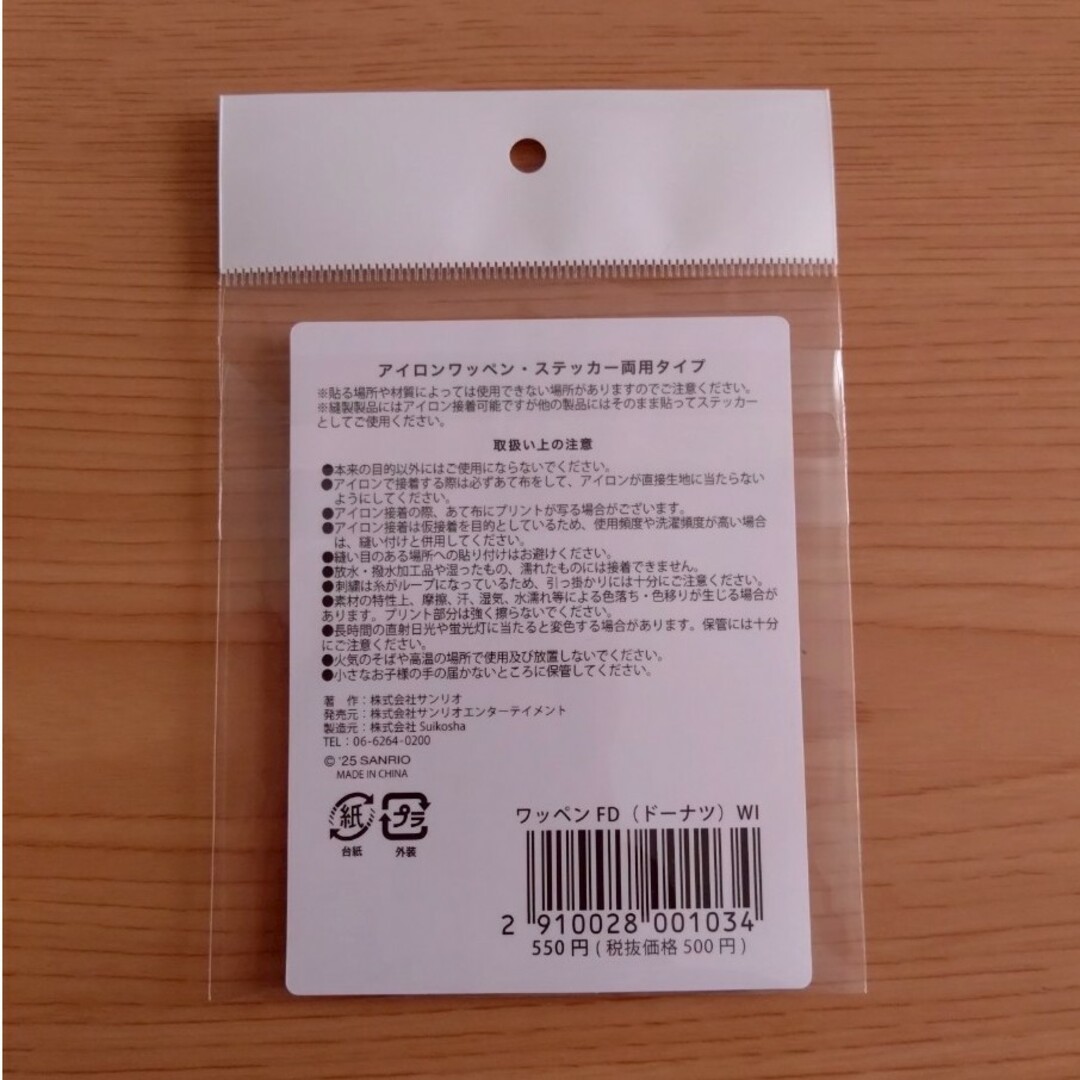 アイロンワッペン・ステッカー両用タイプ
※貼る場所や材質によっては使用できない場所がありますのでご注意ください。
※縫製製品にはアイロン接着可能ですが他の製品にはそのまま貼ってステッカー
としてご使用ください。
取扱い上の注意
●本来の目的以外にはご使用にならないでください。
●アイロンで接着する際は必ずあて布をして、アイロンが直接生地に当たらない
ようにしてください。
●アイロン接着の際、あて布にプリントが写る場合がございます。
●アイロン接着は仮接着を目的としているため、使用頻度や洗濯頻度が高い場合
は、縫い付けと併用してください。
●縫い目のある場所への貼り付けはお避けください。
●放水・撥水加工品や湿ったもの、濡れたものには接着できません。
●刺繍は糸がループになっているため、引っ掛かりには十分にご注意ください。
●素材の特性上、摩擦、汗、湿気、水濡れ等による色落ち・色移りが生じる場合が
あります。プリント部分は強く擦らないでください。
●長時間の直射日光や蛍光灯に当たると変色する場合があります。保管には十分
にご注意ください。
●火気のそばや高温の場所で使用及び放置しないでください。
●小さなお子様の手の届かないところに保管してください。
著 作:株式会社サンリオ
発売元:株式会社サンリオエンターテイメント
製造元:株式会社 Suikosha
TEL:06-6264-0200
© '25 SANRIO
MADE IN CHINA
紙 プラ
台紙 外装
ワッペン FD(ドーナツ)WI
2 910028 001034
550 円 ( 税抜価格 500 円 )